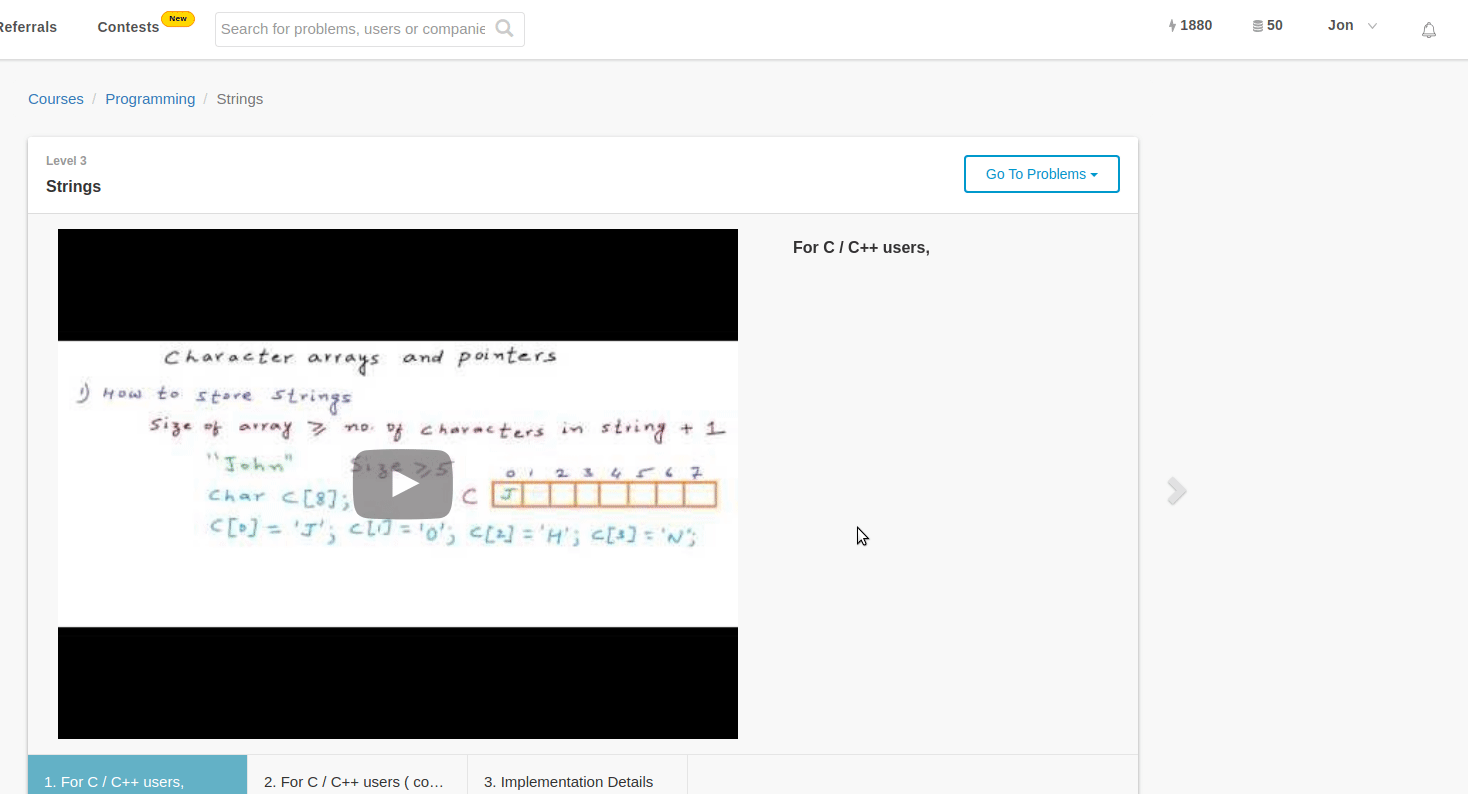 Referrals
Contests
New
Search for problems, users or companie
1880
50
Jon
Courses / Programming / Strings
Level 3
Strings
Go To Problems
For C / C++ users,
Character arrays and pointers
1) How to store strings
Size of array ⩾ no. of characters in string + 1
"John" Size ⩾ 5
0 1 2 3 4 5 6 7
Char C[8]; C J
C[0] = 'J'; C[1] = 'O'; C[2] = 'H'; C[3] = 'N';
1. For C / C++ users,
2. For C / C++ users ( co…
3. Implementation Details